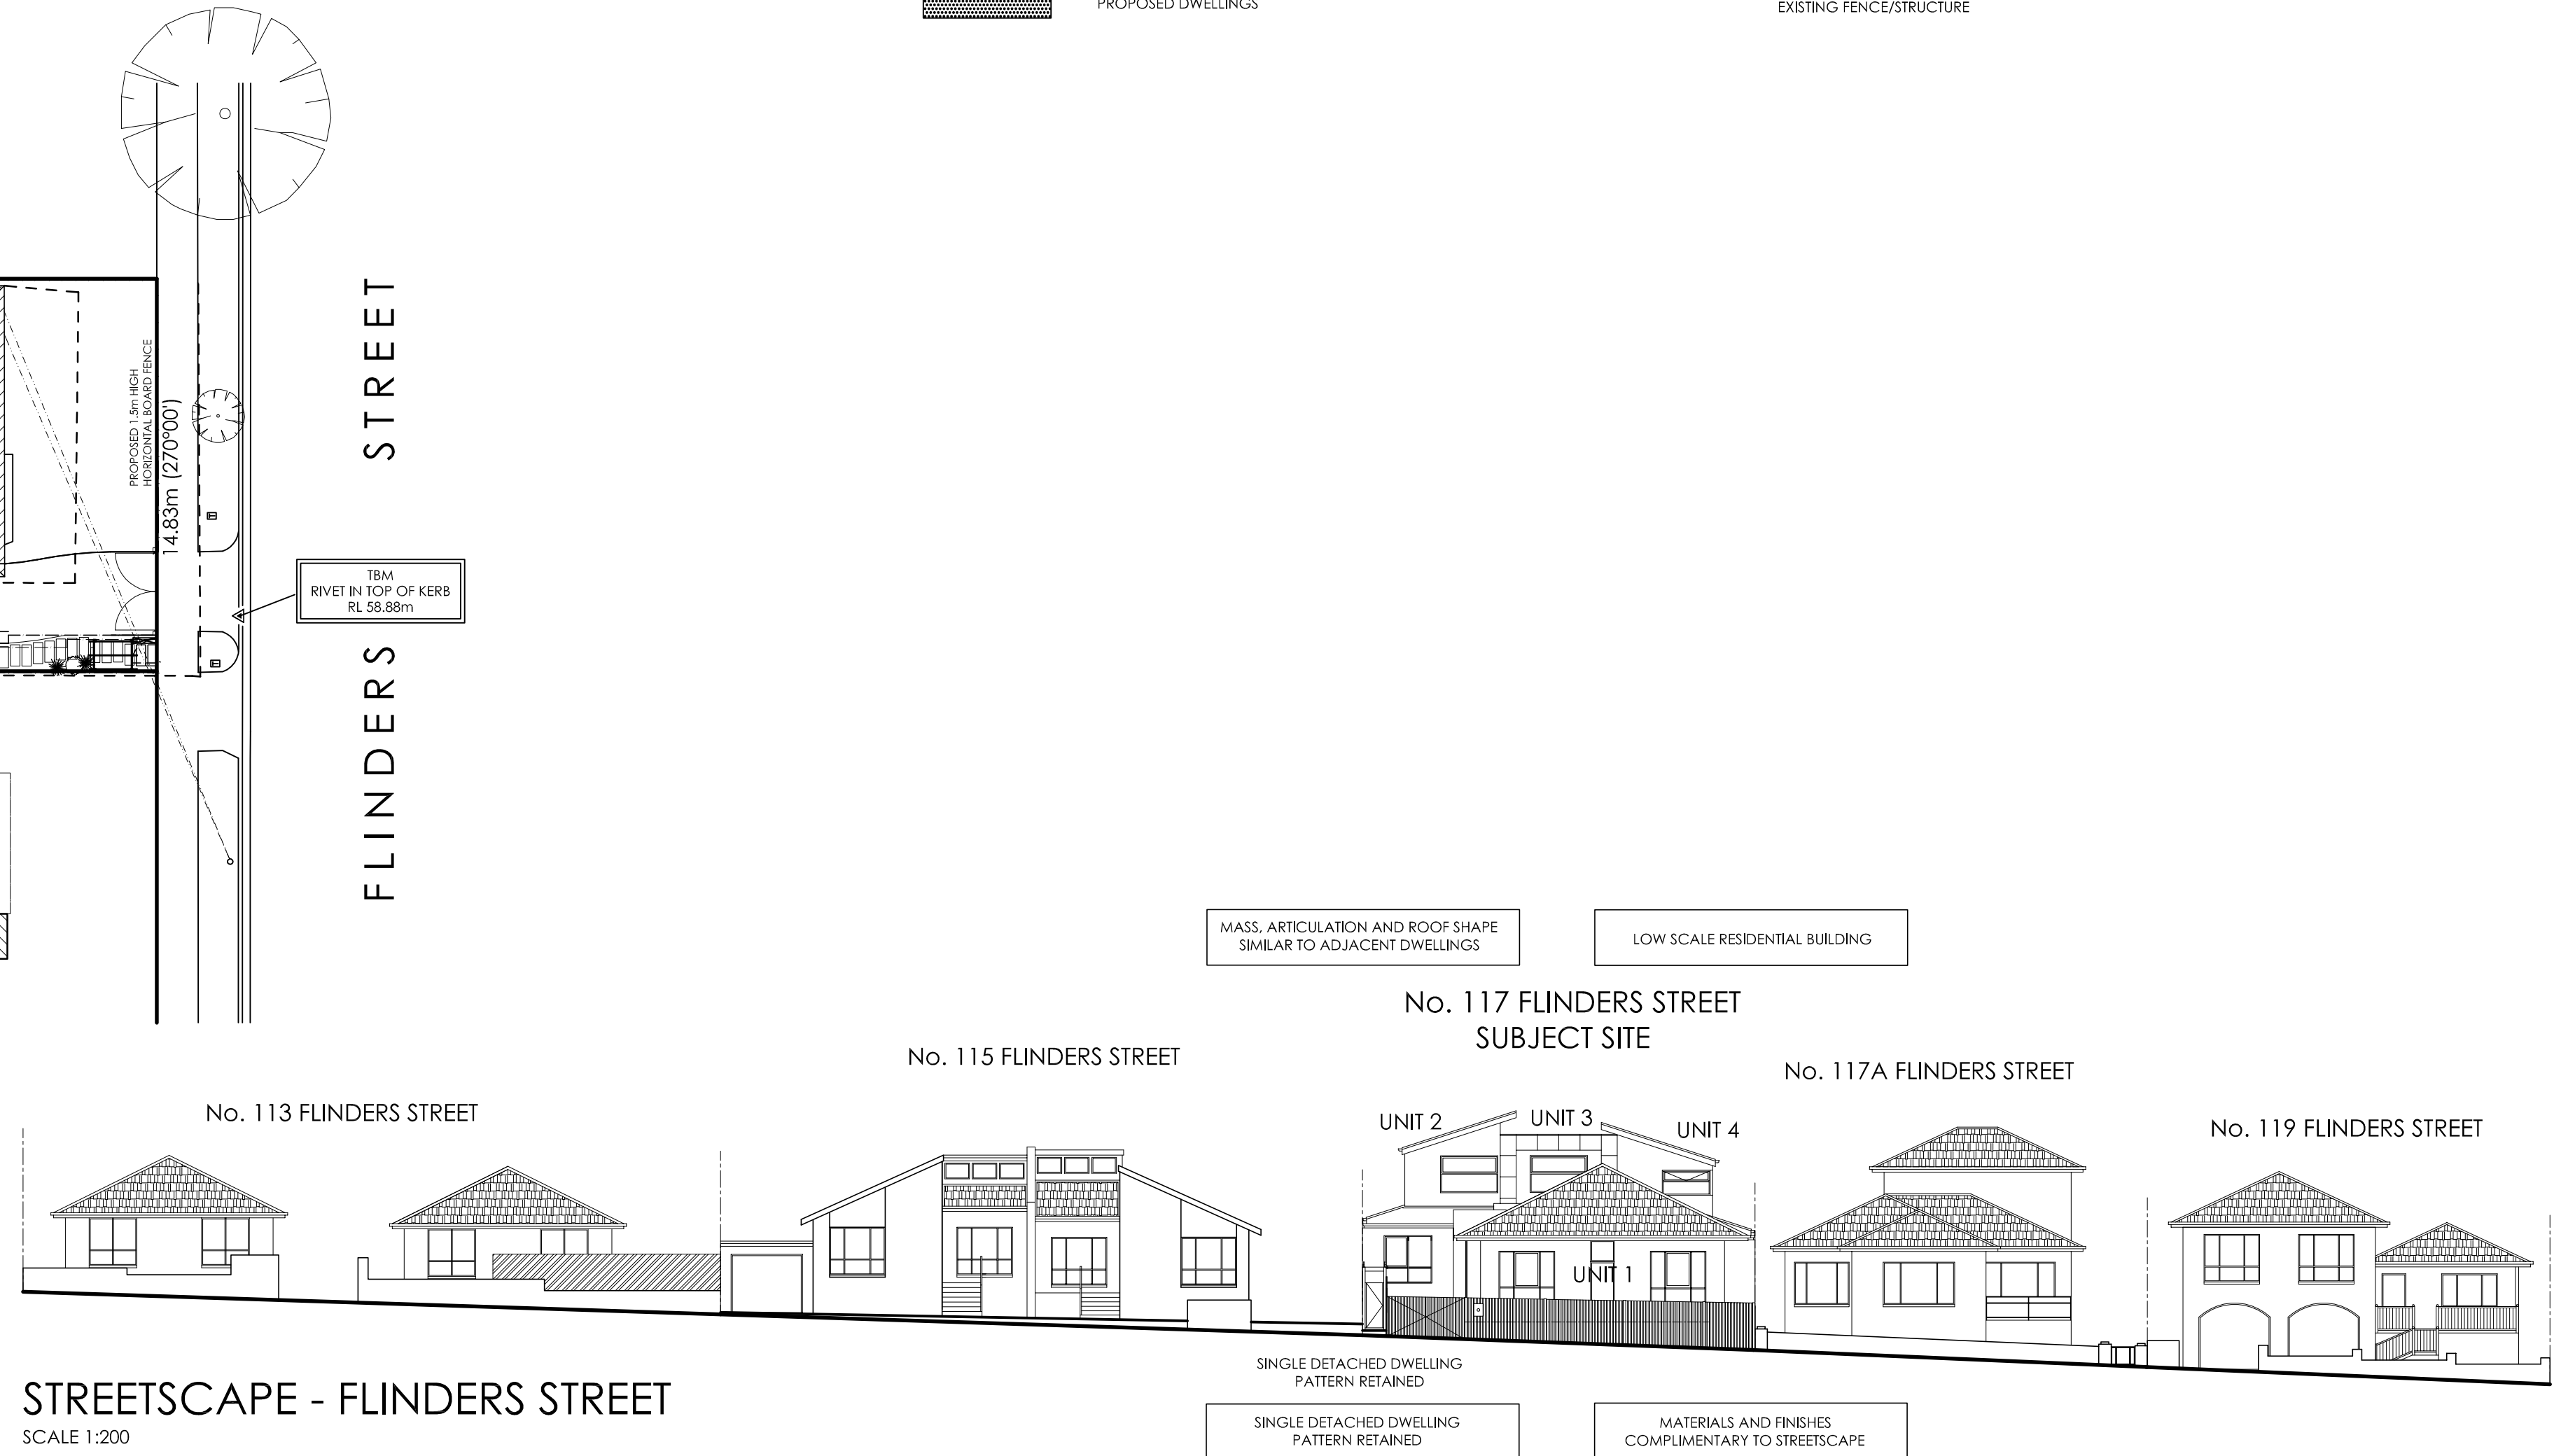 PROPOSED DWELLINGS
EXISTING FENCE/STRUCTURE
PROPOSED 1.5m HIGH
HORIZONTAL BOARD FENCE
14.83m (270°00')
FLINDERS STREET
TBM
RIVET IN TOP OF KERB
RL 58.88m
T
T
MASS, ARTICULATION AND ROOF SHAPE
SIMILAR TO ADJACENT DWELLINGS
LOW SCALE RESIDENTIAL BUILDING
No. 117 FLINDERS STREET
SUBJECT SITE
No. 115 FLINDERS STREET
No. 117A FLINDERS STREET
No. 113 FLINDERS STREET
No. 119 FLINDERS STREET
UNIT 2
UNIT 3
UNIT 4
UNIT 1
SINGLE DETACHED DWELLING
PATTERN RETAINED
SINGLE DETACHED DWELLING
PATTERN RETAINED
MATERIALS AND FINISHES
COMPLIMENTARY TO STREETSCAPE
STREETSCAPE - FLINDERS STREET
SCALE 1:200